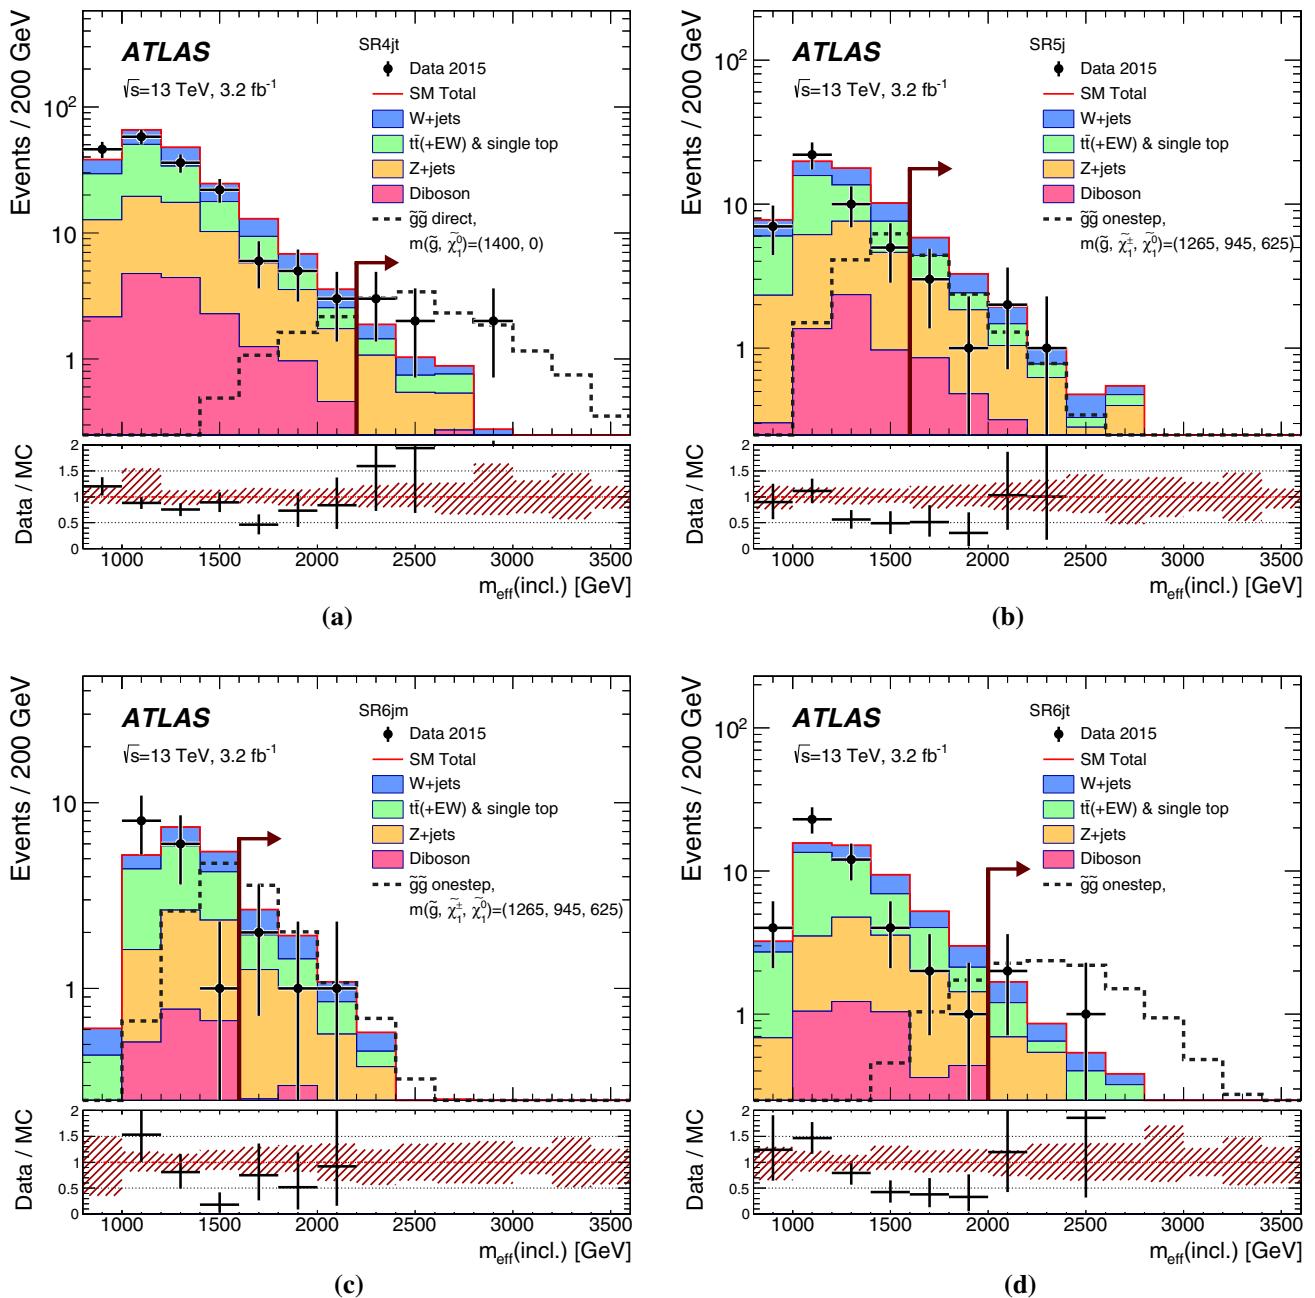 SR4jt
ATLAS
Data 2015
√s=13 TeV, 3.2 fb⁻¹
SM Total
W+jets
tt̄(+EW) & single top
Z+jets
Diboson
g̃g̃ direct,
m(g̃, χ̃₁⁰)=(1400, 0)
Events / 200 GeV
10²
10
1
Data / MC
2
1.5
1
0.5
0
1000 1500 2000 2500 3000 3500
m_eff(incl.) [GeV]
(a)
SR5j
ATLAS
Data 2015
√s=13 TeV, 3.2 fb⁻¹
SM Total
W+jets
tt̄(+EW) & single top
Z+jets
Diboson
g̃g̃ onestep,
m(g̃, χ̃₁±, χ̃₁⁰)=(1265, 945, 625)
Events / 200 GeV
10²
10
1
Data / MC
2
1.5
1
0.5
0
1000 1500 2000 2500 3000 3500
m_eff(incl.) [GeV]
(b)
SR6jm
ATLAS
Data 2015
√s=13 TeV, 3.2 fb⁻¹
SM Total
W+jets
tt̄(+EW) & single top
Z+jets
Diboson
g̃g̃ onestep,
m(g̃, χ̃₁±, χ̃₁⁰)=(1265, 945, 625)
Events / 200 GeV
10
1
Data / MC
2
1.5
1
0.5
0
1000 1500 2000 2500 3000 3500
m_eff(incl.) [GeV]
(c)
SR6jt
ATLAS
Data 2015
√s=13 TeV, 3.2 fb⁻¹
SM Total
W+jets
tt̄(+EW) & single top
Z+jets
Diboson
g̃g̃ onestep,
Events / 200 GeV
10²
10
1
Data / MC
2
1.5
1
0.5
0
1000 1500 2000 2500 3000 3500
m_eff(incl.) [GeV]
(d)